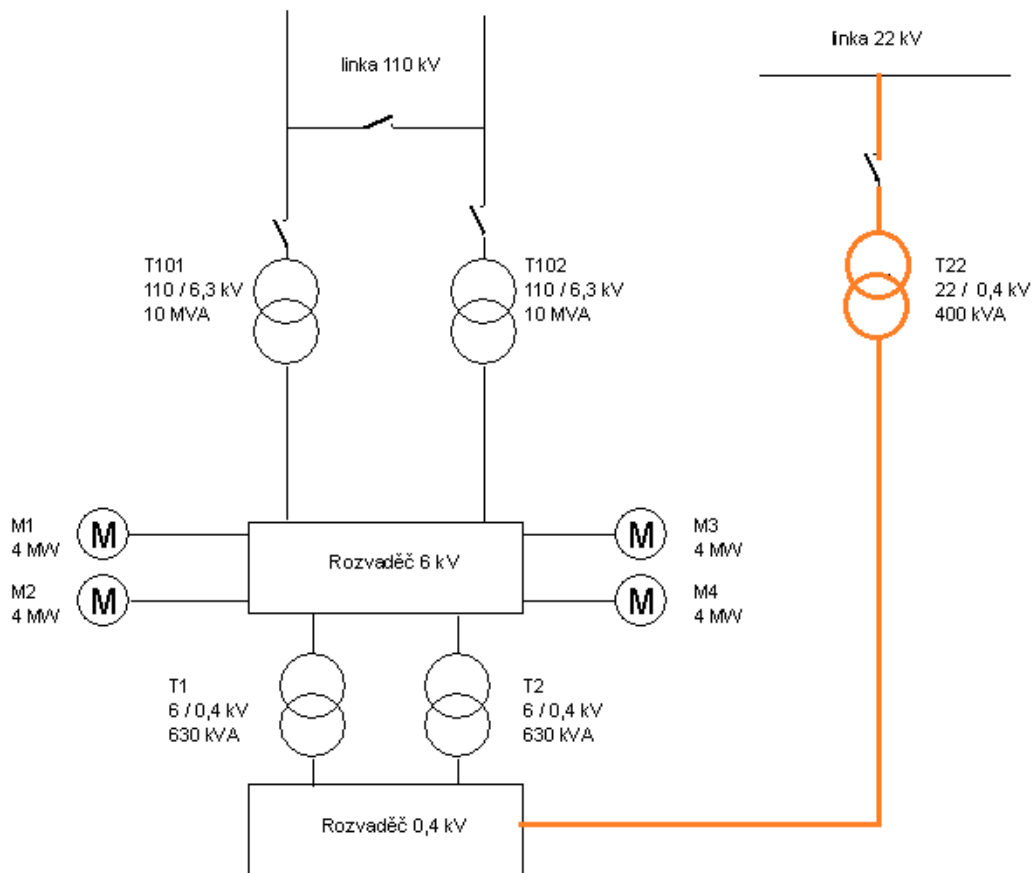 linka 110 kV
linka 22 kV
T101
110 / 6,3 kV
10 MVA
T102
110 / 6,3 kV
10 MVA
T22
22 / 0,4 kV
400 kVA
M1
4 MW
M
M2
4 MW
M
Rozvaděč 6 kV
M
M3
4 MW
M
M4
4 MW
T1
6 / 0,4 kV
630 kVA
T2
6 / 0,4 kV
630 kVA
Rozvaděč 0,4 kV